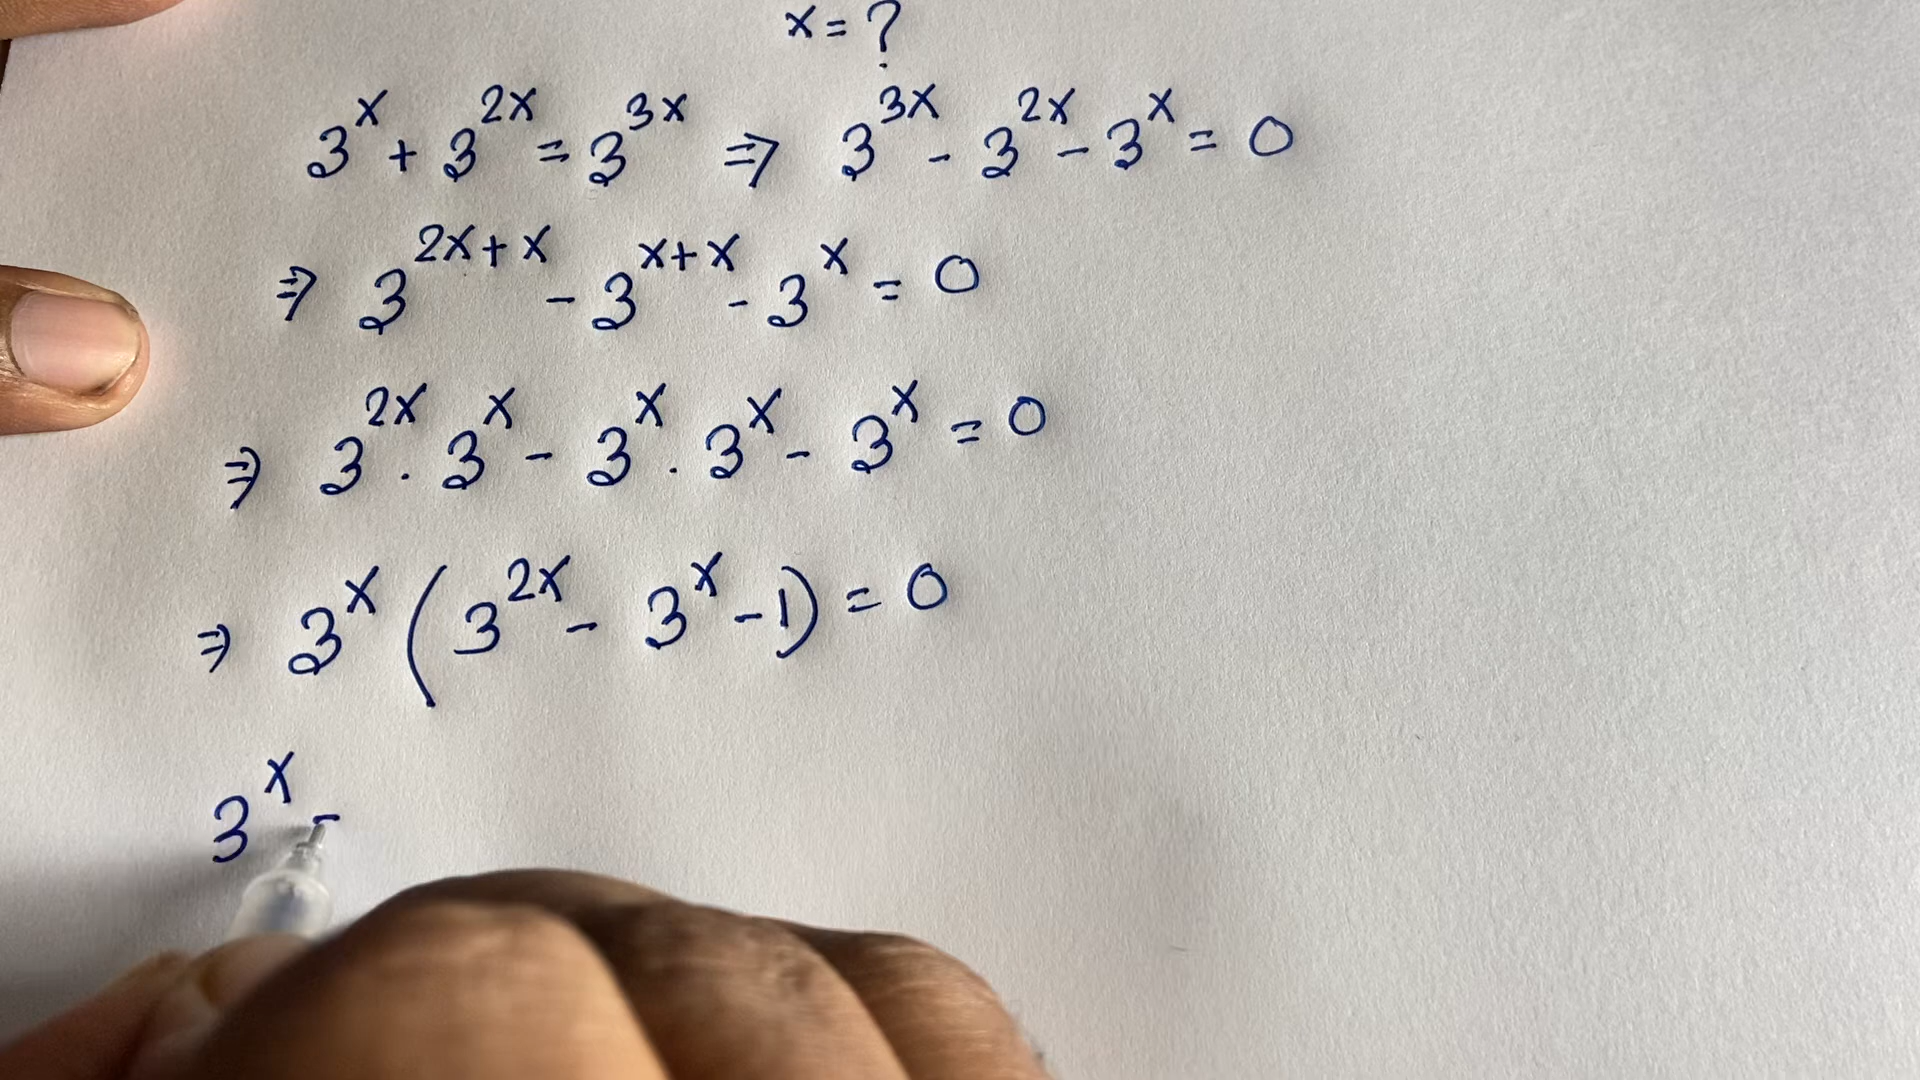 x = ?
3^x + 3^{2x} = 3^{3x} ⇒ 3^{3x} - 3^{2x} - 3^x = 0
⇒ 3^{2x+x} - 3^{x+x} - 3^x = 0
⇒ 3^{2x} . 3^x - 3^x . 3^x - 3^x = 0
⇒ 3^x (3^{2x} - 3^x - 1) = 0
3^x -